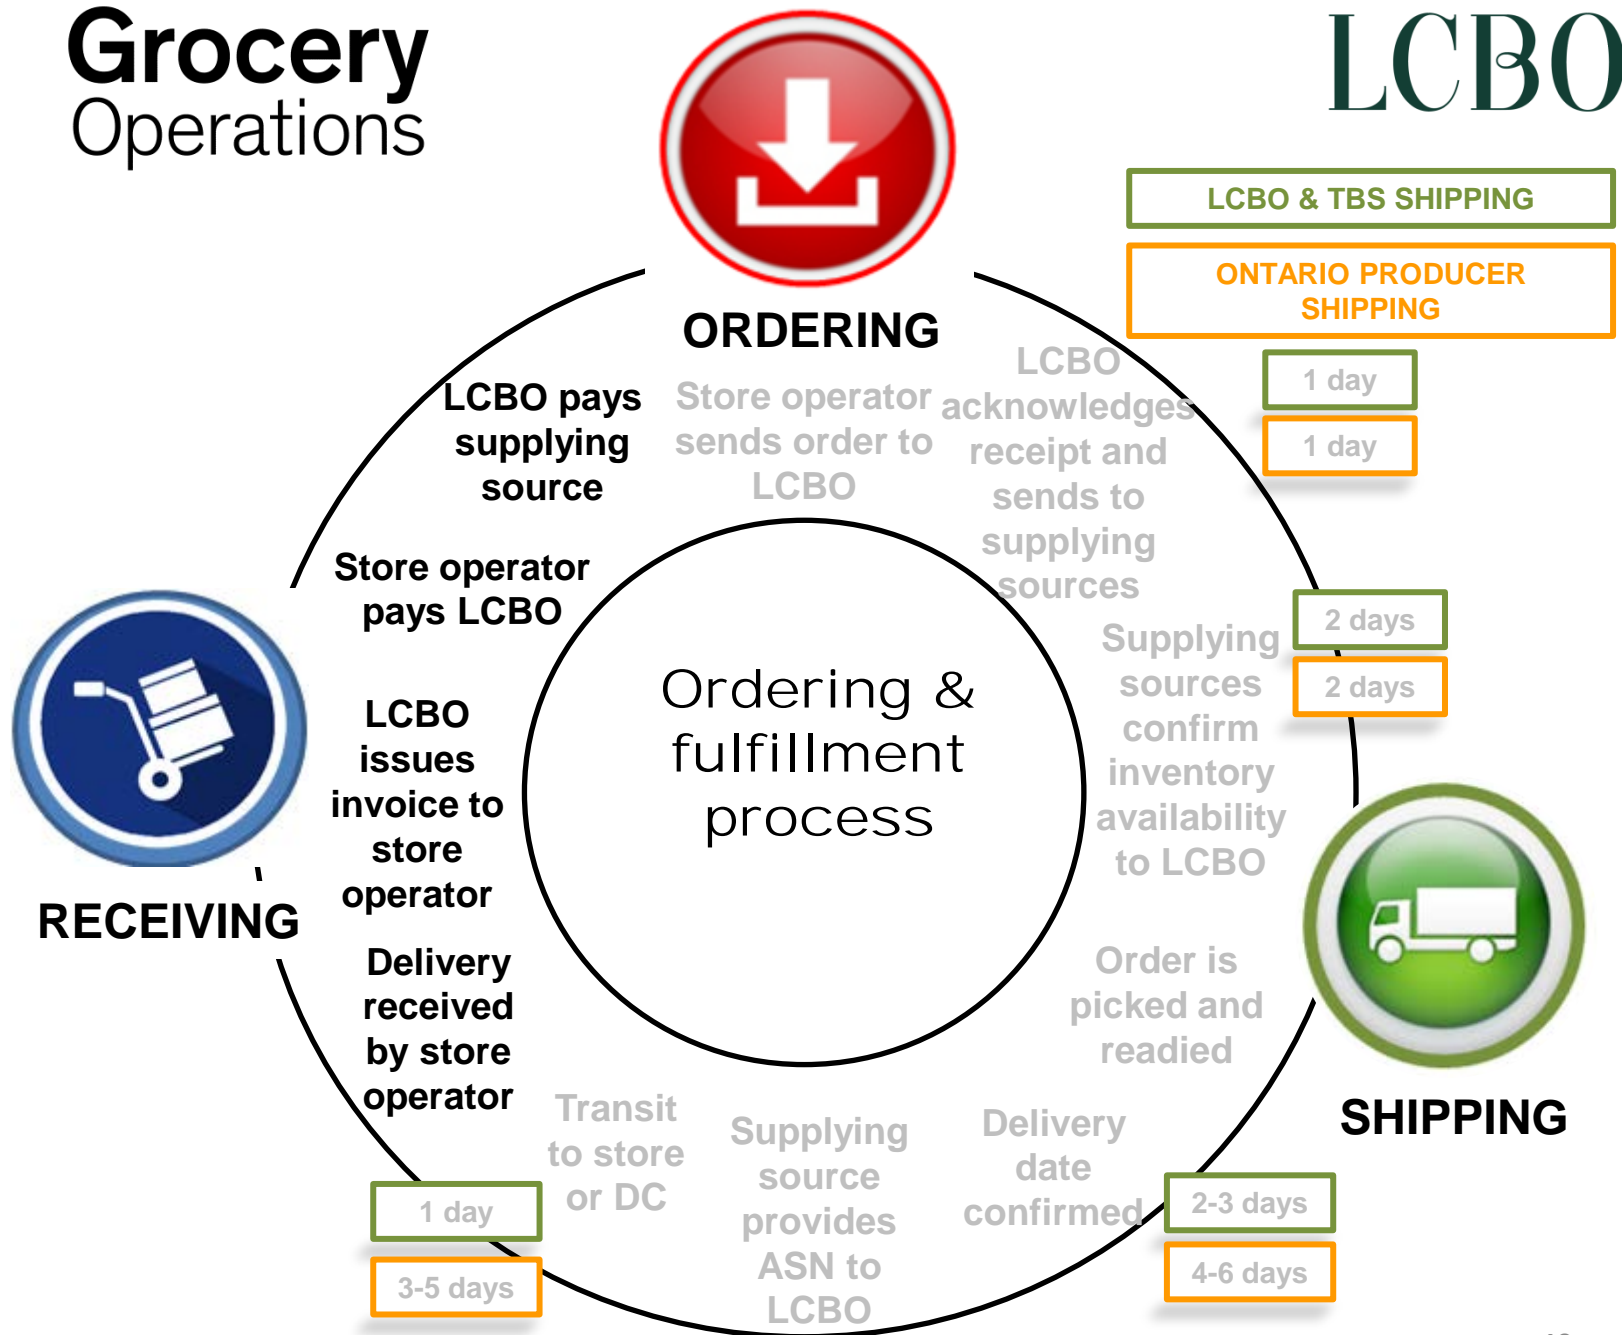 Grocery
Operations
LCBO
LCBO & TBS SHIPPING
ONTARIO PRODUCER
SHIPPING
ORDERING
Store operator
sends order to
LCBO
LCBO
acknowledges
receipt and
sends to
supplying
sources
1 day
1 day
Supplying
sources
confirm
inventory
availability
to LCBO
2 days
2 days
SHIPPING
Order is
picked and
readied
Delivery
date
confirmed
2-3 days
4-6 days
Supplying
source
provides
ASN to
LCBO
Transit
to store
or DC
1 day
3-5 days
RECEIVING
Delivery
received
by store
operator
LCBO
issues
invoice to
store
operator
Store operator
pays LCBO
LCBO pays
supplying
source
Ordering &
fulfillment
process